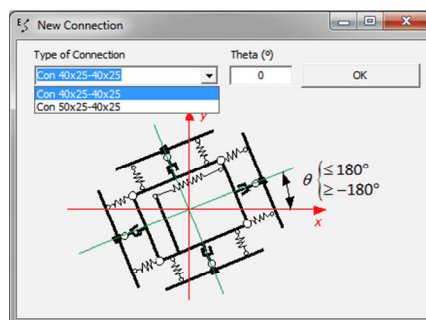 New Connection
Type of Connection
Theta (º)
Con 40x25-40x25
0
OK
Con 40x25-40x25
Con 50x25-40x25
y
θ { ≤ 180°
≥ −180°
x